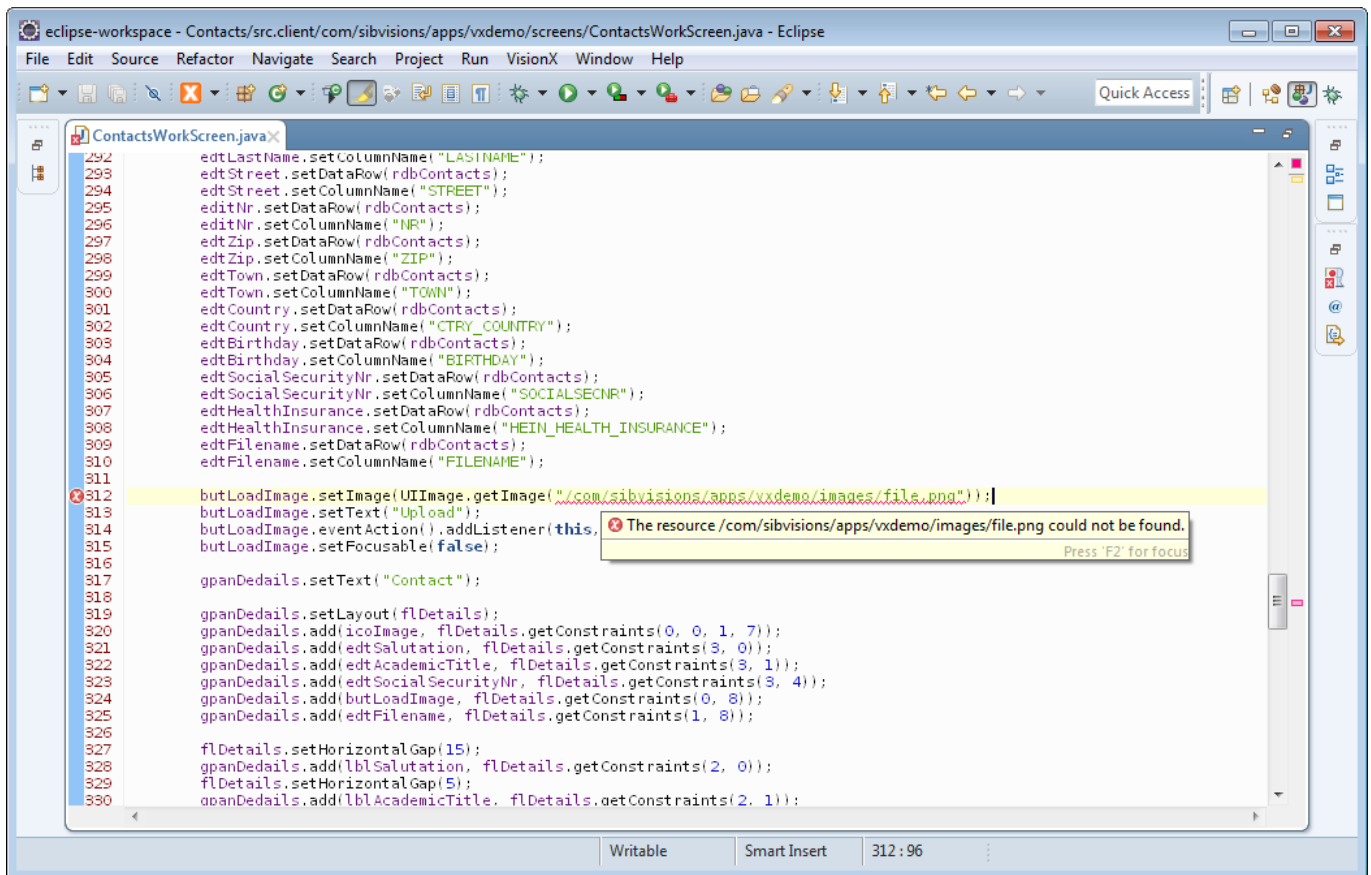 eclipse-workspace - Contacts/src.client/com/sibvisions/apps/vxdemo/screens/ContactsWorkScreen.java - Eclipse
File Edit Source Refactor Navigate Search Project Run VisionX Window Help
Quick Access
ContactsWorkScreen.java
292 edtLastName.setColumnName("LASTNAME");
293 edtStreet.setDataRow(rdbContacts);
294 edtStreet.setColumnName("STREET");
295 editNr.setDataRow(rdbContacts);
296 editNr.setColumnName("NR");
297 edtZip.setDataRow(rdbContacts);
298 edtZip.setColumnName("ZIP");
299 edtTown.setDataRow(rdbContacts);
300 edtTown.setColumnName("TOWN");
301 edtCountry.setDataRow(rdbContacts);
302 edtCountry.setColumnName("CTRY_COUNTRY");
303 edtBirthday.setDataRow(rdbContacts);
304 edtBirthday.setColumnName("BIRTHDAY");
305 edtSocialSecurityNr.setDataRow(rdbContacts);
306 edtSocialSecurityNr.setColumnName("SOCIALSECNR");
307 edtHealthInsurance.setDataRow(rdbContacts);
308 edtHealthInsurance.setColumnName("HEIN_HEALTH_INSURANCE");
309 edtFilename.setDataRow(rdbContacts);
310 edtFilename.setColumnName("FILENAME");
311
312 butLoadImage.setImage(UIImage.getImage("/com/sibvisions/apps/vxdemo/images/file.png"));
313 butLoadImage.setText("Upload");
314 butLoadImage.eventAction().addListener(this,
The resource /com/sibvisions/apps/vxdemo/images/file.png could not be found.
315 butLoadImage.setFocusable(false);
Press 'F2' for focus
316
317 gpanDedails.setText("Contact");
318
319 gpanDedails.setLayout(flDetails);
320 gpanDedails.add(icoImage, flDetails.getConstraints(0, 0, 1, 7));
321 gpanDedails.add(edtSalutation, flDetails.getConstraints(3, 0));
322 gpanDedails.add(edtAcademicTitle, flDetails.getConstraints(3, 1));
323 gpanDedails.add(edtSocialSecurityNr, flDetails.getConstraints(3, 4));
324 gpanDedails.add(butLoadImage, flDetails.getConstraints(0, 8));
325 gpanDedails.add(edtFilename, flDetails.getConstraints(1, 8));
326
327 flDetails.setHorizontalGap(15);
328 gpanDedails.add(lblSalutation, flDetails.getConstraints(2, 0));
329 flDetails.setHorizontalGap(5);
330 gpanDedails.add(lblAcademicTitle, flDetails.getConstraints(2, 1));
Writable Smart Insert 312 : 96